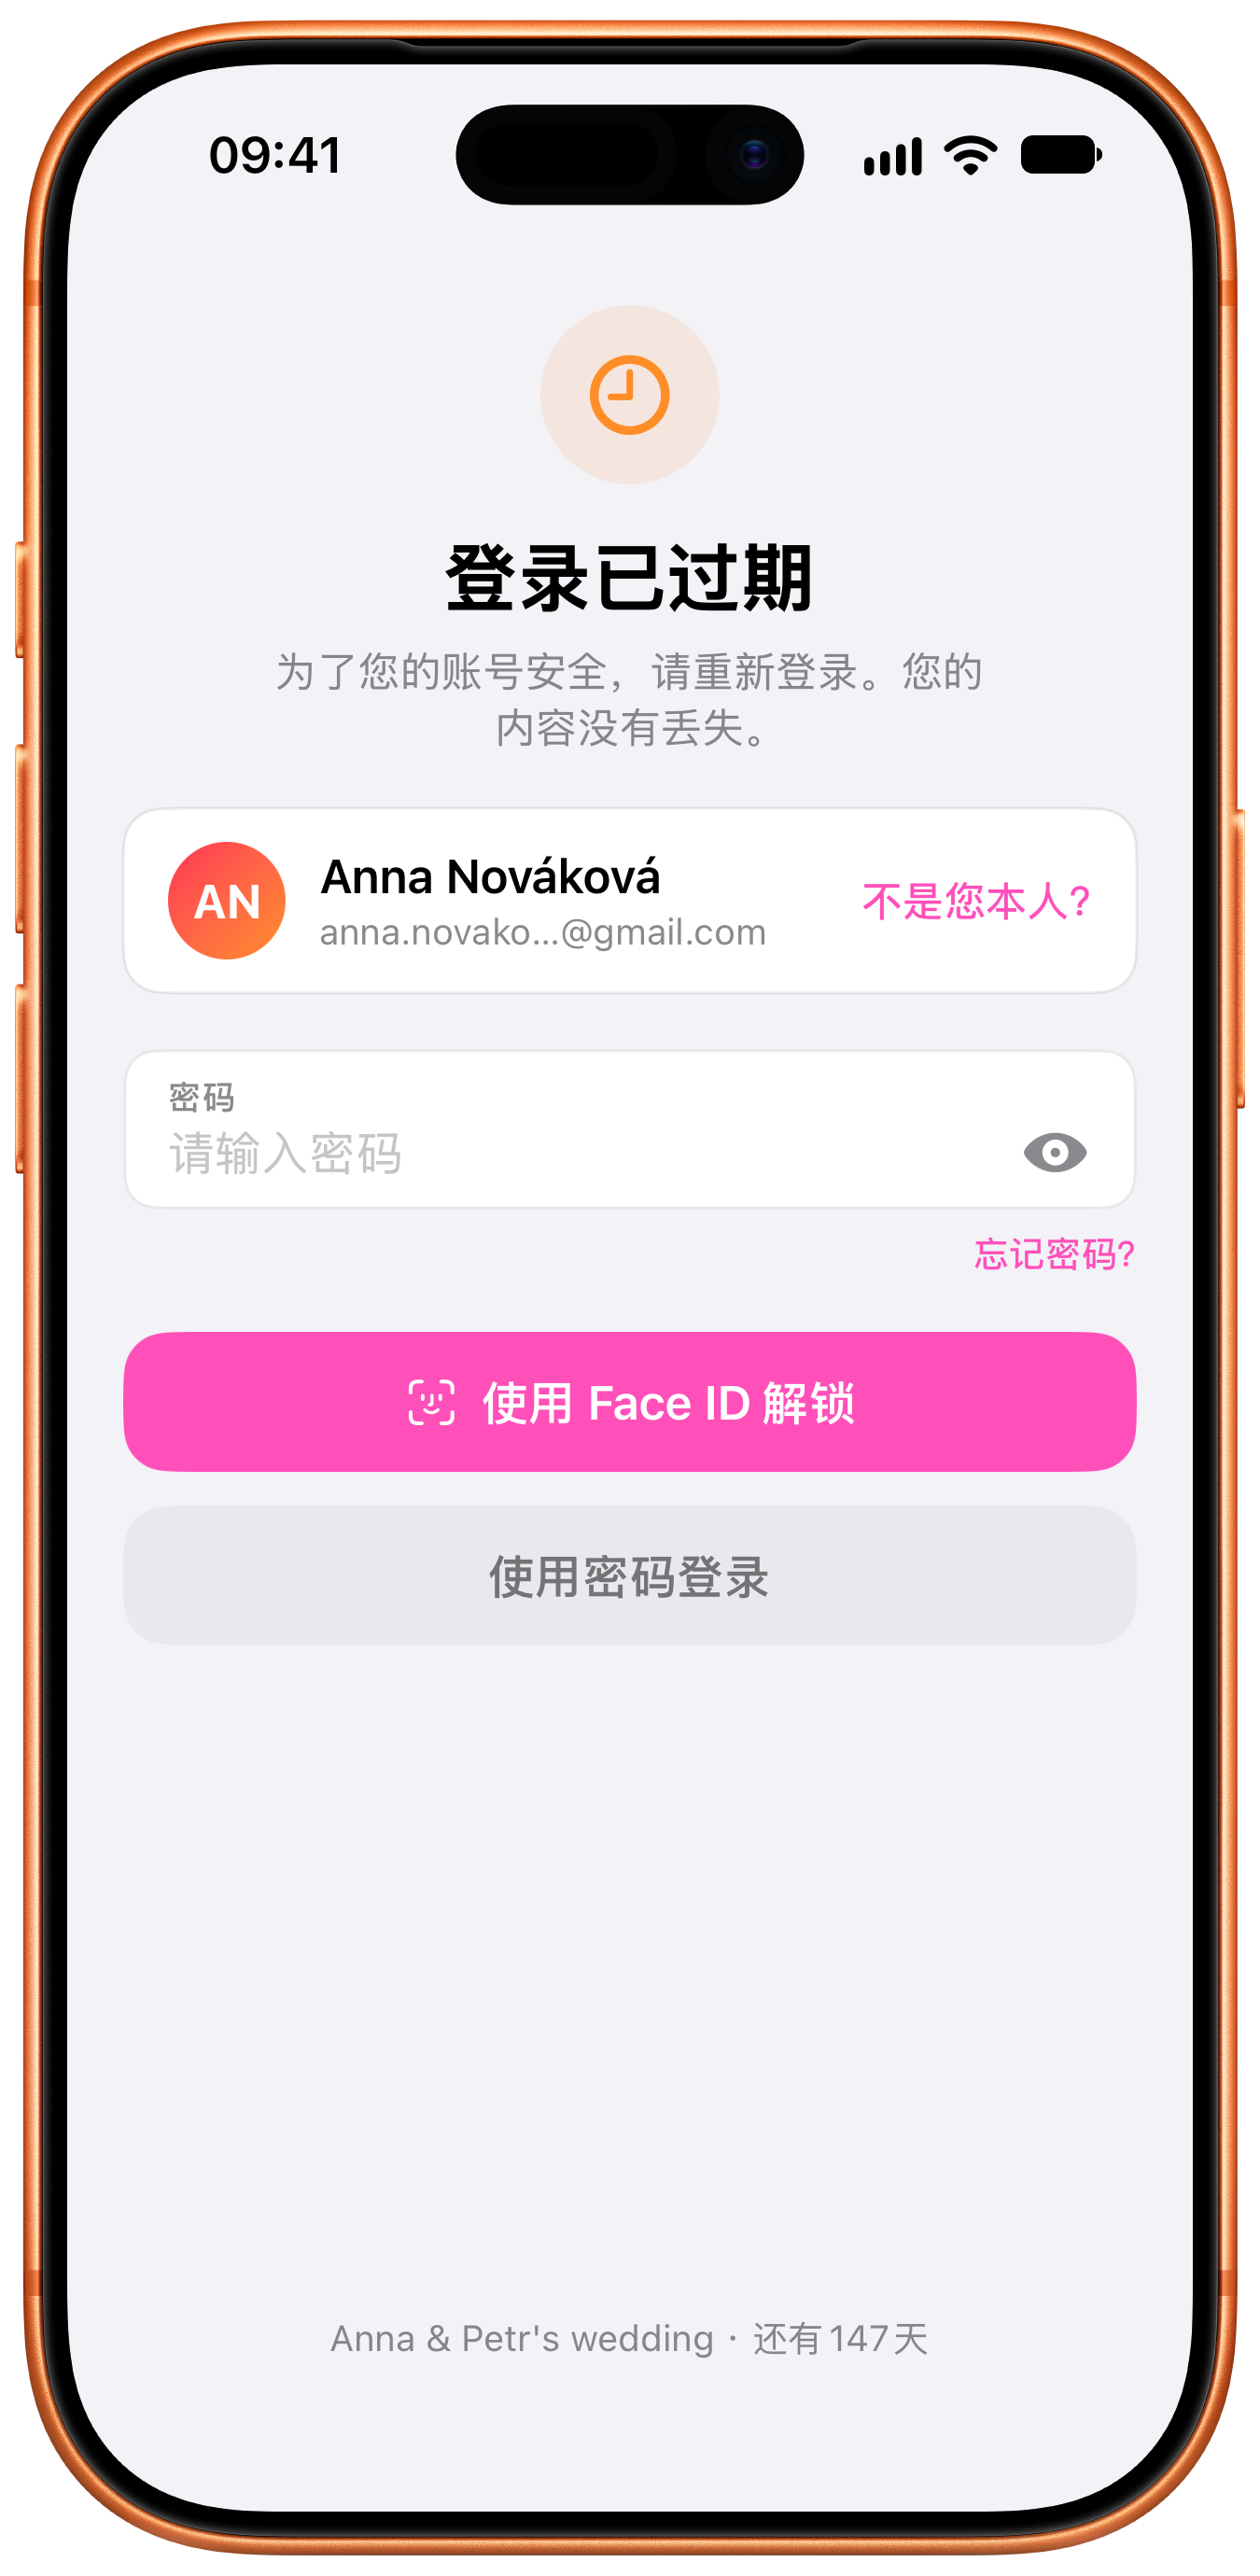 09:41
登录已过期
为了您的账号安全，请重新登录。您的
内容没有丢失。
AN
Anna Nováková
不是您本人?
anna.novako...@gmail.com
密码
请输入密码
忘记密码?
使用 Face ID 解锁
使用密码登录
Anna & Petr's wedding · 还有 147 天